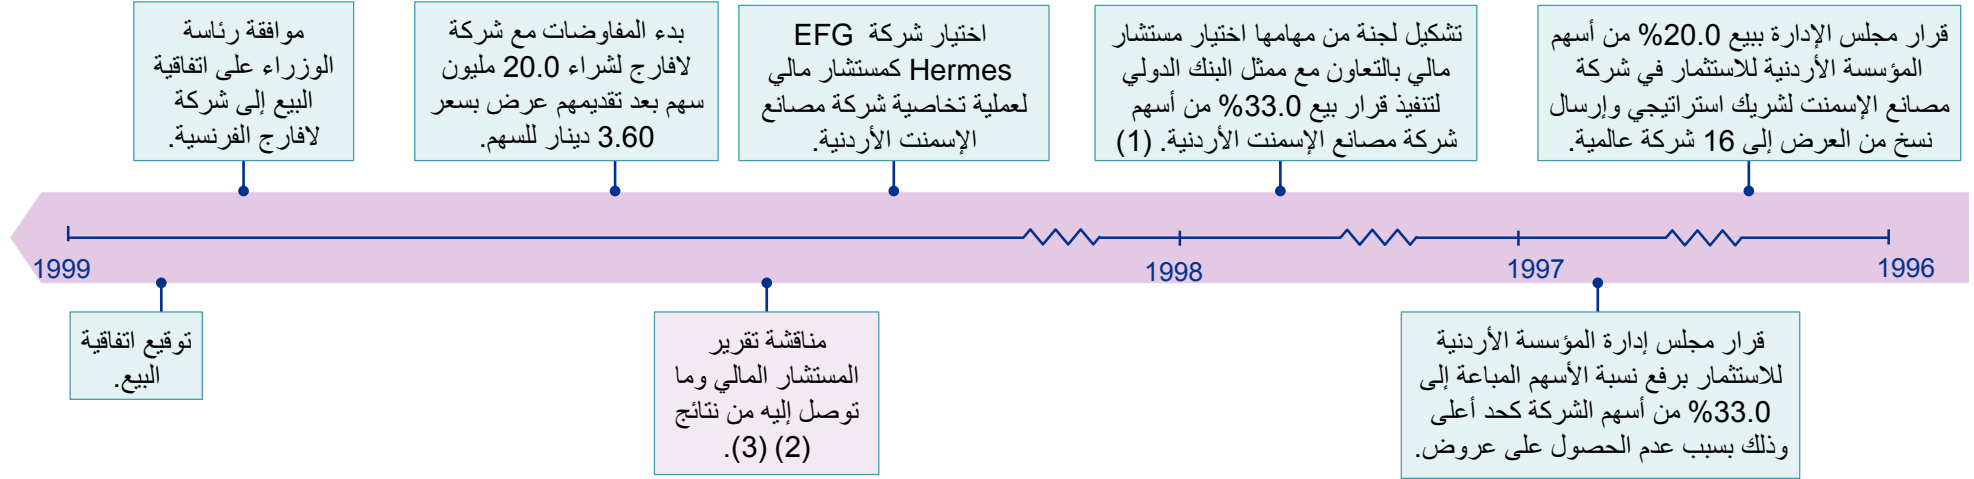 قرار مجلس الإدارة ببيع 20.0% من أسهم
المؤسسة الأردنية للاستثمار في شركة
مصانع الإسمنت لشريك استراتيجي وإرسال
نسخ من العرض إلى 16 شركة عالمية.
تشكيل لجنة من مهامها اختيار مستشار
مالي بالتعاون مع ممثل البنك الدولي
لتنفيذ قرار بيع 33.0% من أسهم
شركة مصانع الإسمنت الأردنية. (1)
اختيار شركة EFG
Hermes كمستشار مالي
لعملية تخاصية شركة مصانع
الإسمنت الأردنية.
بدء المفاوضات مع شركة
لافارج لشراء 20.0 مليون
سهم بعد تقديمهم عرض بسعر
3.60 دينار للسهم.
موافقة رئاسة
الوزراء على اتفاقية
البيع إلى شركة
لافارج الفرنسية.
1996
1997
1998
1999
قرار مجلس إدارة المؤسسة الأردنية
للاستثمار برفع نسبة الأسهم المباعة إلى
33.0% من أسهم الشركة كحد أعلى
وذلك بسبب عدم الحصول على عروض.
مناقشة تقرير
المستشار المالي وما
توصل إليه من نتائج
(2) (3).
توقيع اتفاقية
البيع.